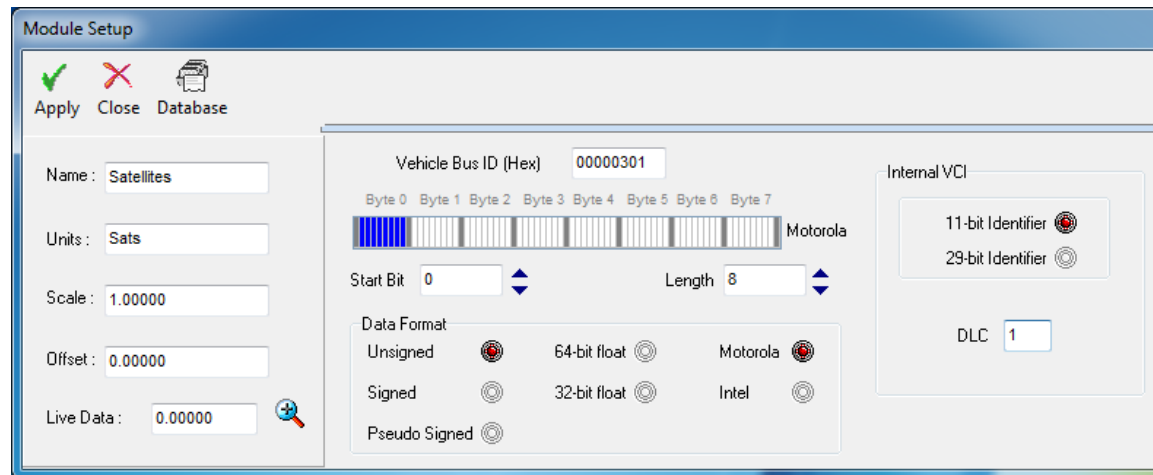 Module Setup
Apply Close Database
Name : Satellites
Units : Sats
Scale : 1.00000
Offset : 0.00000
Live Data : 0.00000
Vehicle Bus ID (Hex) 00000301
Byte 0 Byte 1 Byte 2 Byte 3 Byte 4 Byte 5 Byte 6 Byte 7
Motorola
Start Bit 0 Length 8
Data Format
Unsigned 64-bit float Motorola
Signed 32-bit float Intel
Pseudo Signed
Internal VCI
11-bit Identifier
29-bit Identifier
DLC 1